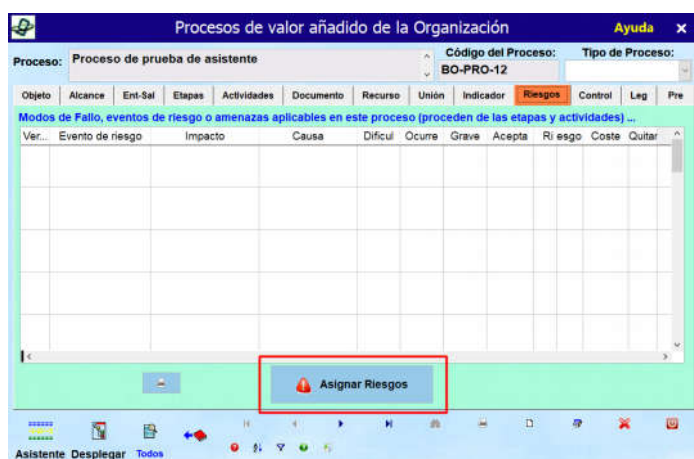 Procesos de valor añadido de la Organización
Ayuda
Proceso: Proceso de prueba de asistente
Código del Proceso: BO-PRO-12
Tipo de Proceso:
Objeto Alcance Ent-Sal Etapas Actividades Documento Recurso Unión Indicador Riesgos Control Leg Pre
Modos de Fallo, eventos de riesgo o amenazas aplicables en este proceso (proceden de las etapas y actividades) ...
Ver... Evento de riesgo Impacto Causa Dificul Ocurre Grave Acepta Ri esgo Coste Quitar
Asignar Riesgos
Asistente Desplegar Todos